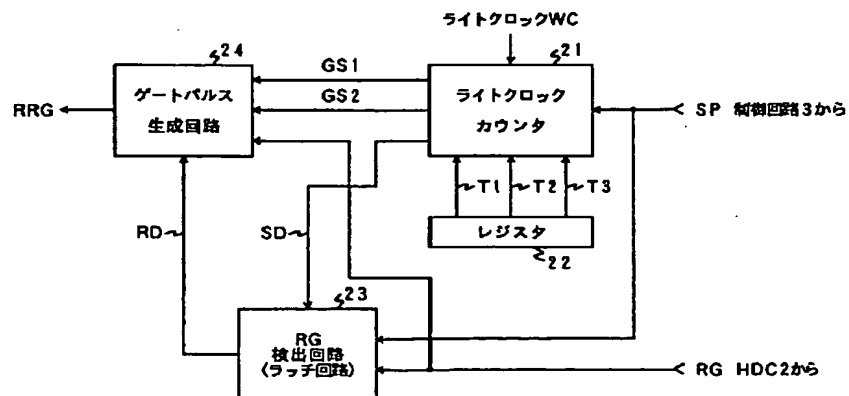 ライトクロックWC
24
21
ゲートパルス
生成回路
GS1
GS2
ライトクロック
カウンタ
RRG
SP 制御回路3から
T1
T2
T3
レジスタ
22
RD
SD
23
RG
検出回路
(ラッチ回路)
RG HDC2から